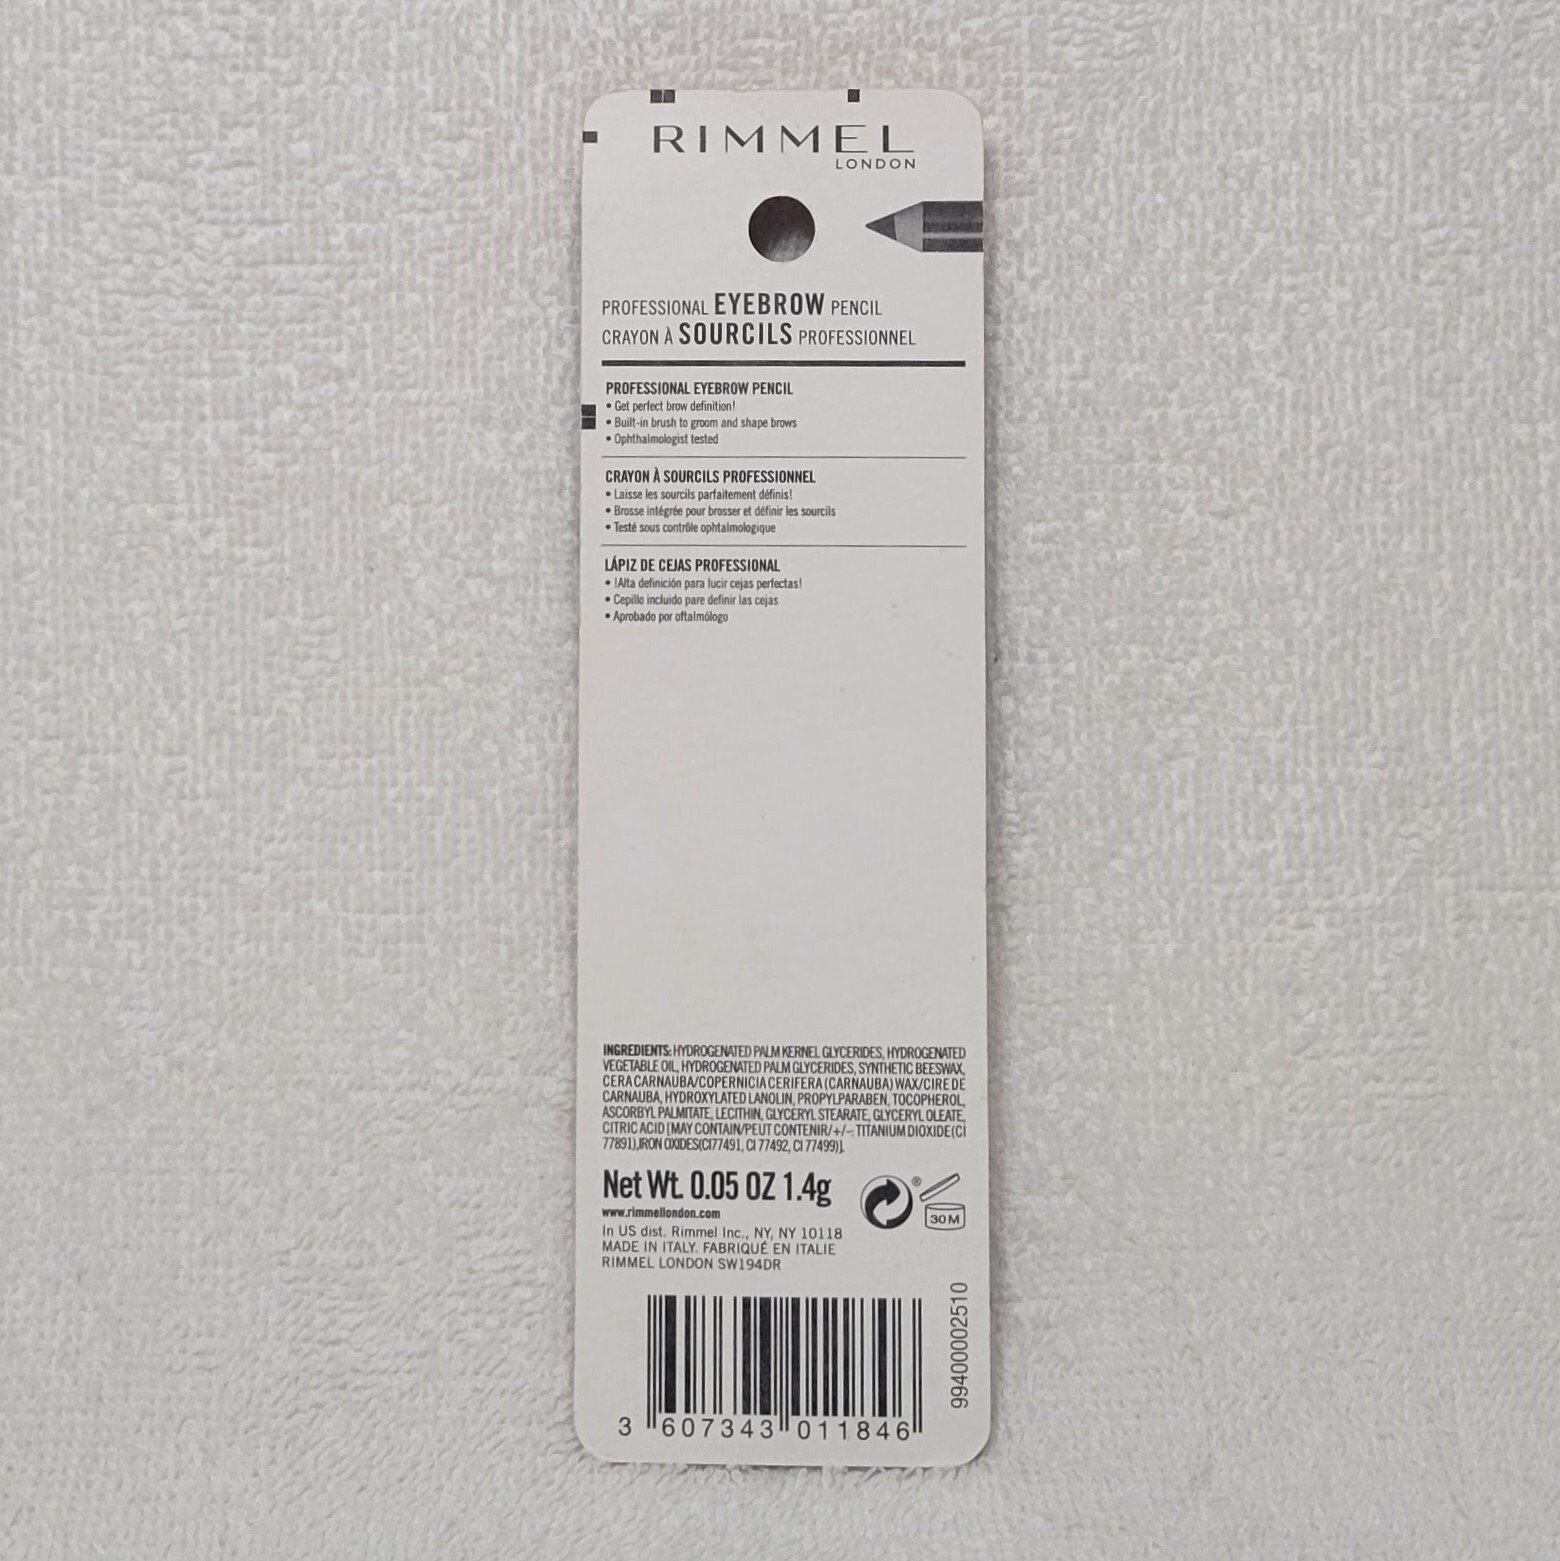 RIMMEL
LONDON
PROFESSIONAL EYEBROW PENCIL
CRAYON À SOURCILS PROFESSIONNEL
PROFESSIONAL EYEBROW PENCIL
• Get perfect brow definition!
• Built-in brush to groom and shape brows
• Ophthalmologist tested
CRAYON À SOURCILS PROFESSIONNEL
• Laisse les sourcils parfaitement définis!
• Brosse intégrée pour brosser et définir les sourcils
• Testé sous contrôle ophtalmologique
LÁPIZ DE CEJAS PROFESSIONAL
• !Alta definición para lucir cejas perfectas!
• Cepillo incluido pare definir las cejas
• Aprobado por oftalmólogo
INGREDIENTS: HYDROGENATED PALM KERNEL GLYCERIDES, HYDROGENATED
VEGETABLE OIL, HYDROGENATED PALM GLYCERIDES, SYNTHETIC BEESWAX,
CERA CARNAUBA/COPERNICIA CERIFERA (CARNAUBA) WAX/CIRE DE
CARNAUBA, HYDROXYLATED LANOLIN, PROPYLPARABEN, TOCOPHEROL,
ASCORBYL PALMITATE, LECITHIN, GLYCERYL STEARATE, GLYCERYL OLEATE,
CITRIC ACID [MAY CONTAIN/PEUT CONTENIR/+/-: TITANIUM DIOXIDE (CI
77891), IRON OXIDES (CI 77491, CI 77492, CI 77499)].
Net Wt. 0.05 OZ 1.4g
®
30 M
www.rimmellondon.com
In US dist. Rimmel Inc., NY, NY 10118
MADE IN ITALY. FABRIQUÉ EN ITALIE
RIMMEL LONDON SW194DR
99400002510
3 607343 011846